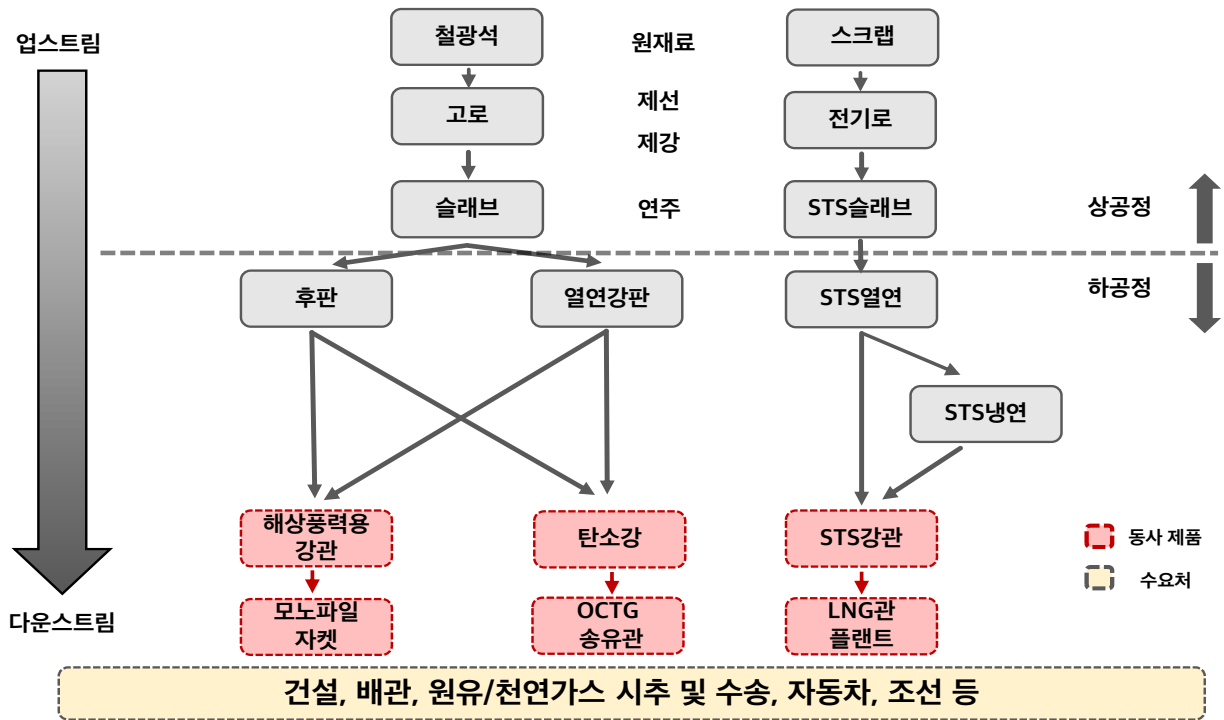 업스트림
철광석
원재료
스크랩
고로
제선
제강
전기로
슬래브
연주
STS슬래브
상공정
후판
열연강판
STS열연
하공정
STS냉연
해상풍력용
강관
탄소강
STS강관
동사 제품
수요처
모노파일
자켓
OCTG
송유관
LNG관
플랜트
다운스트림
건설, 배관, 원유/천연가스 시추 및 수송, 자동차, 조선 등